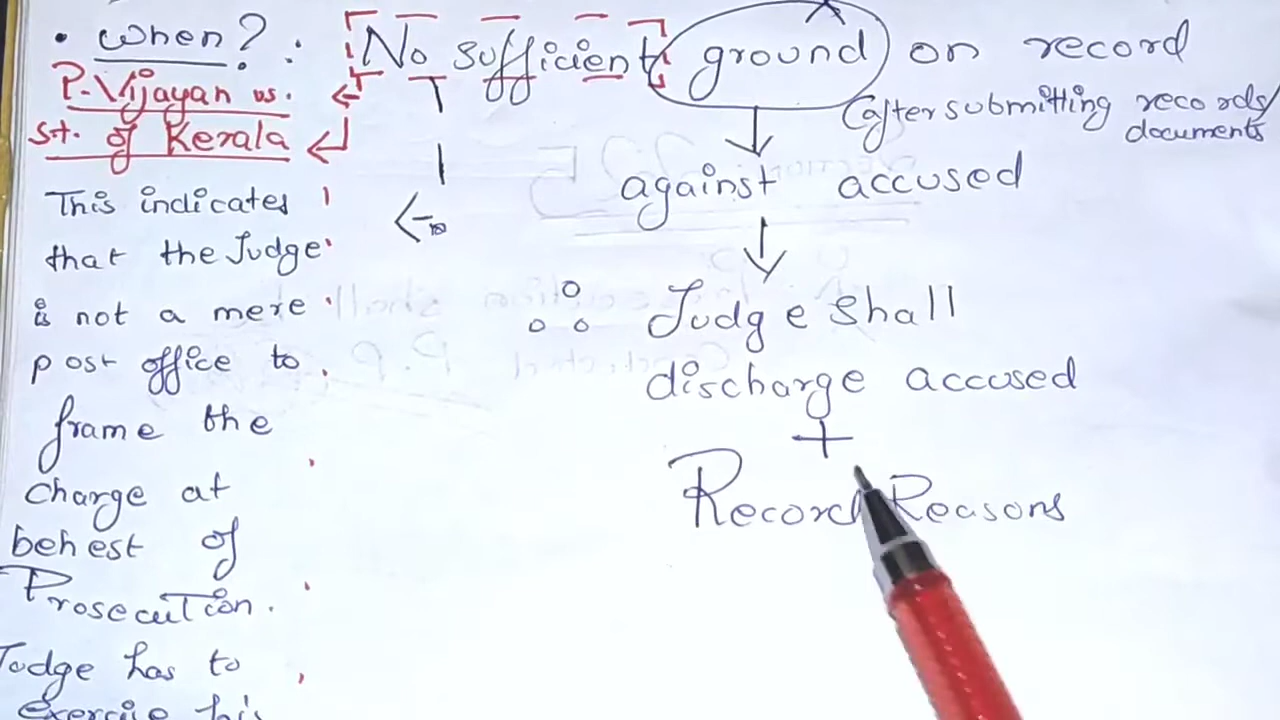 • When? : No sufficient ground on record
(after submitting records/
documents
P. Vijayan vs.
St. of Kerala
against accused
This indicates
that the Judge
is not a mere
post office to
frame the
charge at
behest of
Prosecution.
Judge has to
exercise his
∴ Judge shall
discharge accused
+
Record Reasons